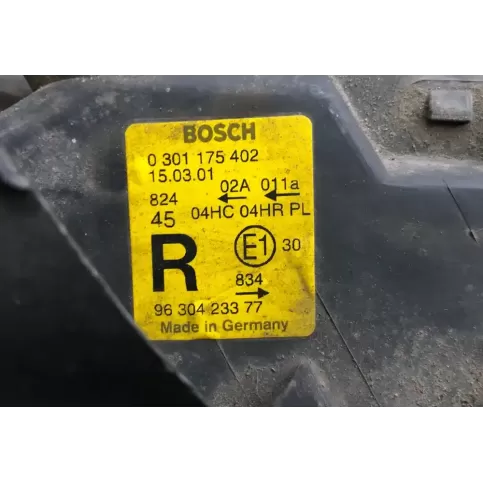 BOSCH
0 301 175 402
15.03.01
824 02A 011a
45 04HC 04HR PL
R E1 30
834
96 304 233 77
Made in Germany